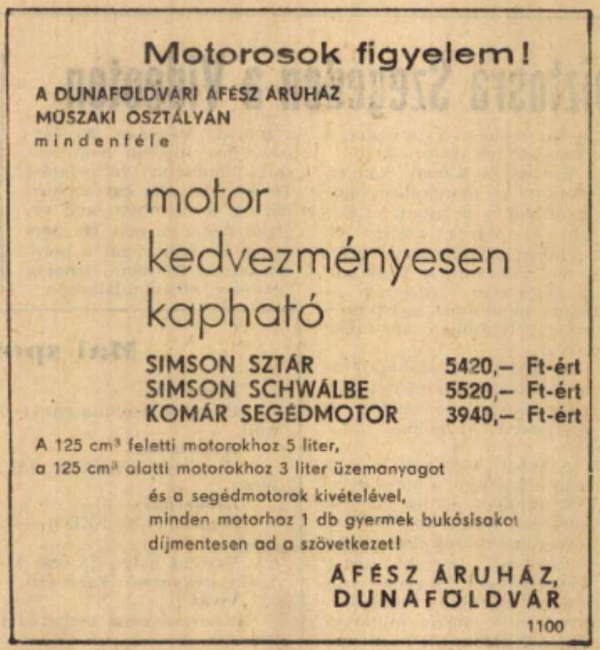 Motorosok figyelem!
A DUNAFÖLDVÁRI ÁFÉSZ ÁRUHÁZ
MŰSZAKI OSZTÁLYÁN
mindenféle
motor
kedvezményesen
kapható
SIMSON SZTÁR 5420,— Ft-ért
SIMSON SCHWALBE 5520,— Ft-ért
KOMÁR SEGÉDMOTOR 3940,— Ft-ért
A 125 cm³ feletti motorokhoz 5 liter,
a 125 cm³ alatti motorokhoz 3 liter üzemanyagot
és a segédmotorok kivételével,
minden motorhoz 1 db gyermek bukósisakot
díjmentesen ad a szövetkezet!
ÁFÉSZ ÁRUHÁZ,
DUNAFÖLDVÁR
1100